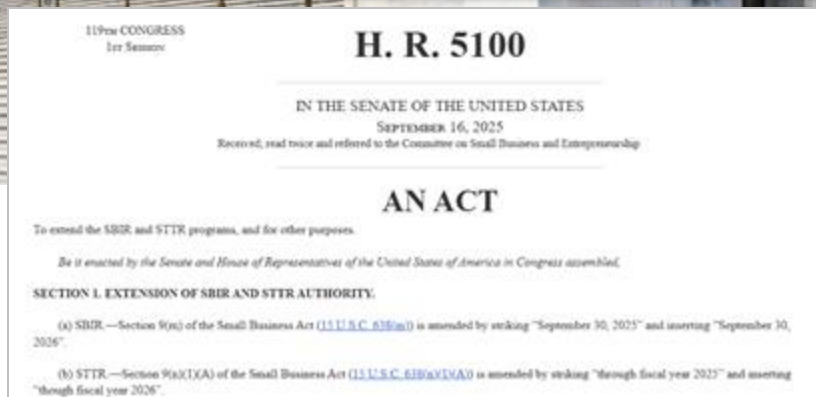 119TH CONGRESS
1ST SESSION
H. R. 5100
IN THE SENATE OF THE UNITED STATES
SEPTEMBER 16, 2025
Received; read twice and referred to the Committee on Small Business and Entrepreneurship
AN ACT
To extend the SBIR and STTR programs, and for other purposes.
Be it enacted by the Senate and House of Representatives of the United States of America in Congress assembled,
SECTION 1. EXTENSION OF SBIR AND STTR AUTHORITY.
(a) SBIR.—Section 9(m) of the Small Business Act (15 U.S.C. 638(m)) is amended by striking “September 30, 2025” and inserting “September 30,
2026”.
(b) STTR.—Section 9(n)(1)(A) of the Small Business Act (15 U.S.C. 638(n)(1)(A)) is amended by striking “through fiscal year 2025” and inserting
“though fiscal year 2026”.